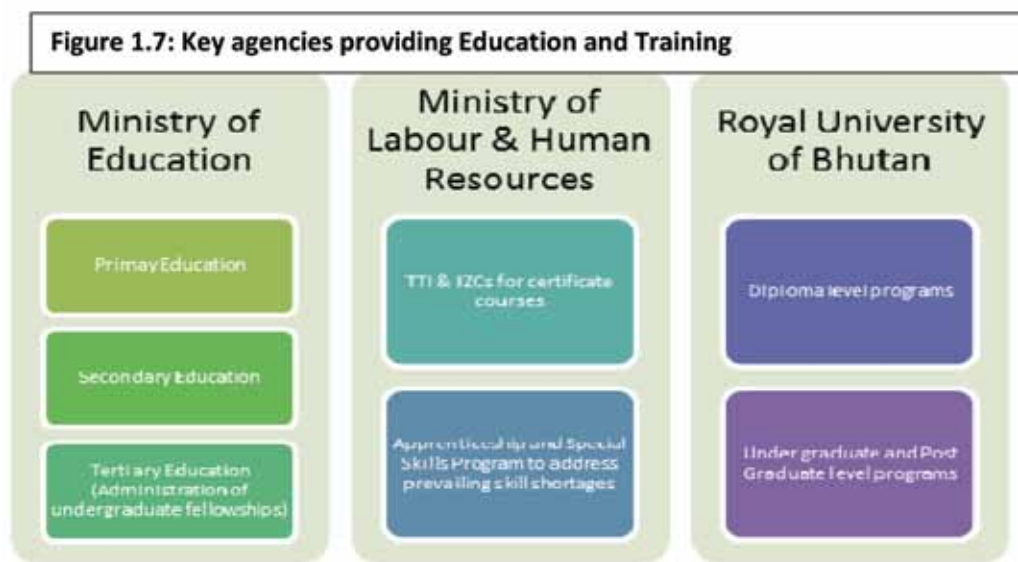 Figure 1.7: Key agencies providing Education and Training
Ministry of
Education
Primay Education
Secondary Education
Tertiary Education
(Administration of
undergraduate fellowships)
Ministry of
Labour & Human
Resources
TTI & IZCs for certificate
courses
Apprenticeship and Special
Skills Program to address
prevailing skill shortages
Royal University
of Bhutan
Diploma level programs
Under graduate and Post
Graduate level programs